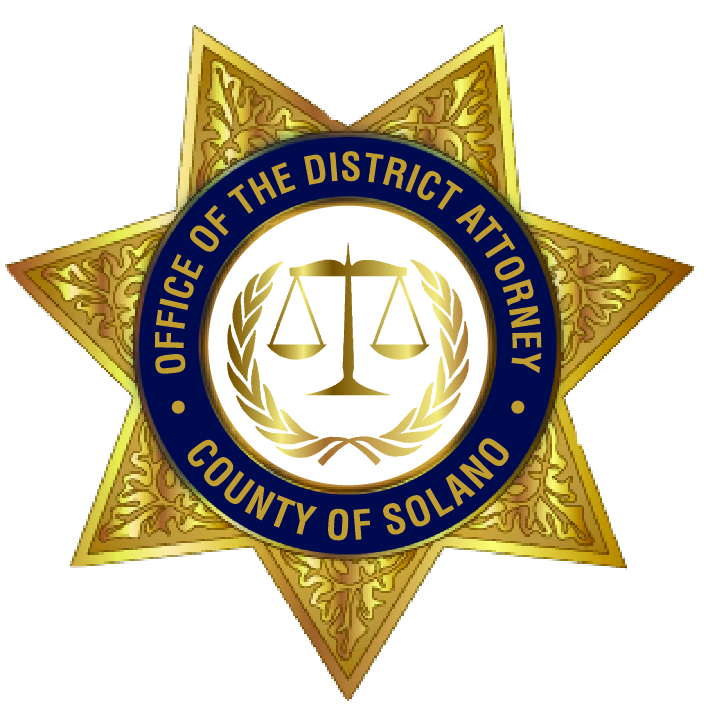 OFFICE OF THE DISTRICT ATTORNEY
COUNTY OF SOLANO